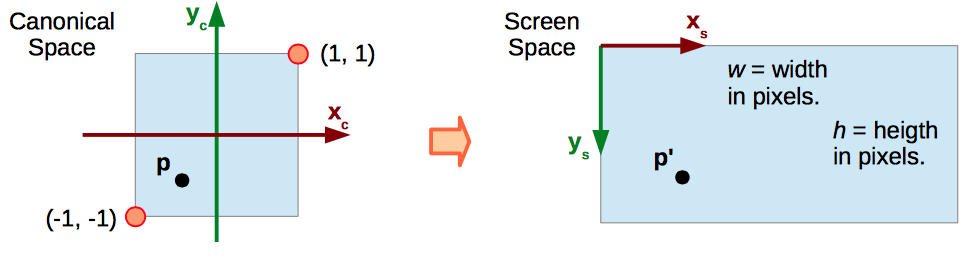 Canonical
Space
y_c
(1, 1)
x_c
p
(-1, -1)
Screen
Space
x_s
w = width
in pixels.
h = heigth
in pixels.
y_s
p'